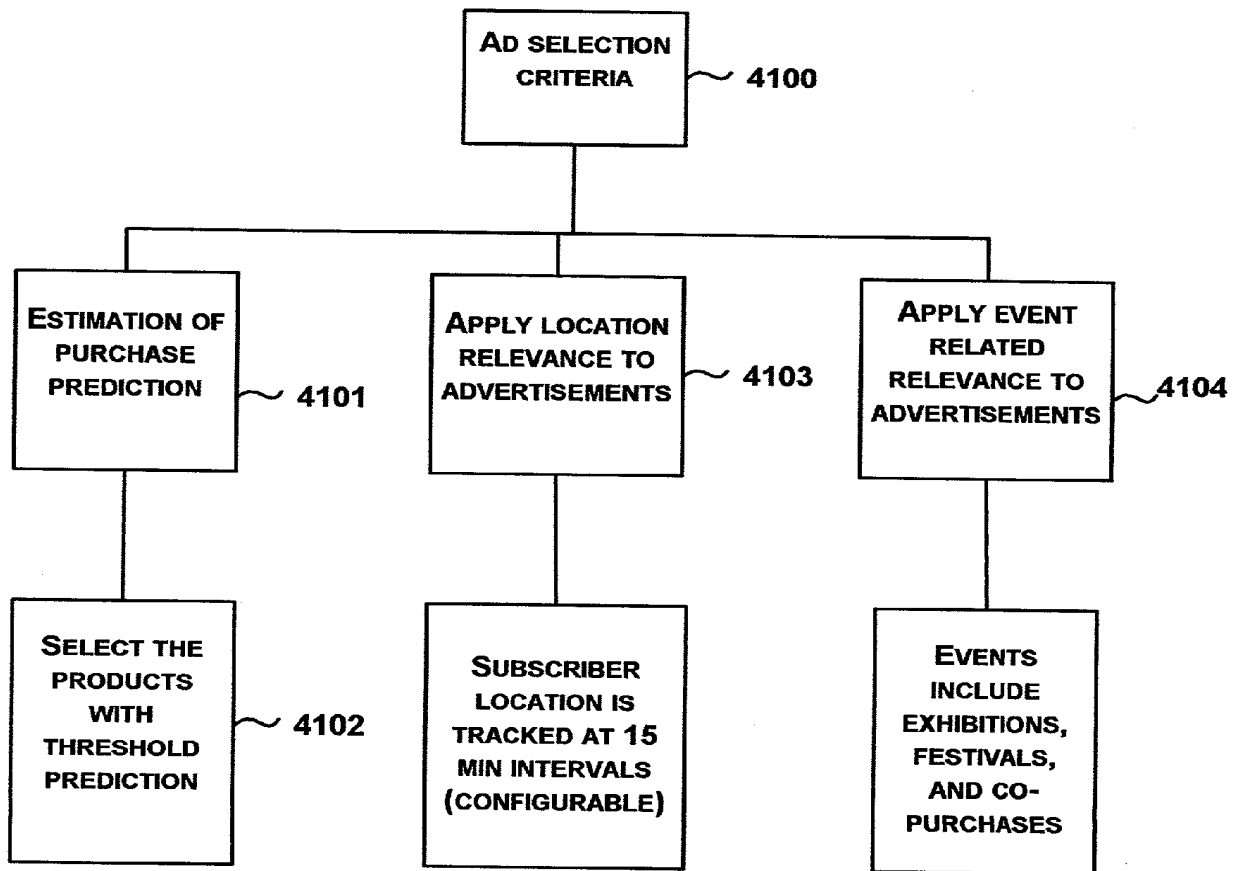 AD SELECTION
CRITERIA
4100
ESTIMATION OF
PURCHASE
PREDICTION
4101
APPLY LOCATION
RELEVANCE TO
ADVERTISEMENTS
4103
APPLY EVENT
RELATED
RELEVANCE TO
ADVERTISEMENTS
4104
SELECT THE
PRODUCTS
WITH
THRESHOLD
PREDICTION
4102
SUBSCRIBER
LOCATION IS
TRACKED AT 15
MIN INTERVALS
(CONFIGURABLE)
EVENTS
INCLUDE
EXHIBITIONS,
FESTIVALS,
AND CO-
PURCHASES